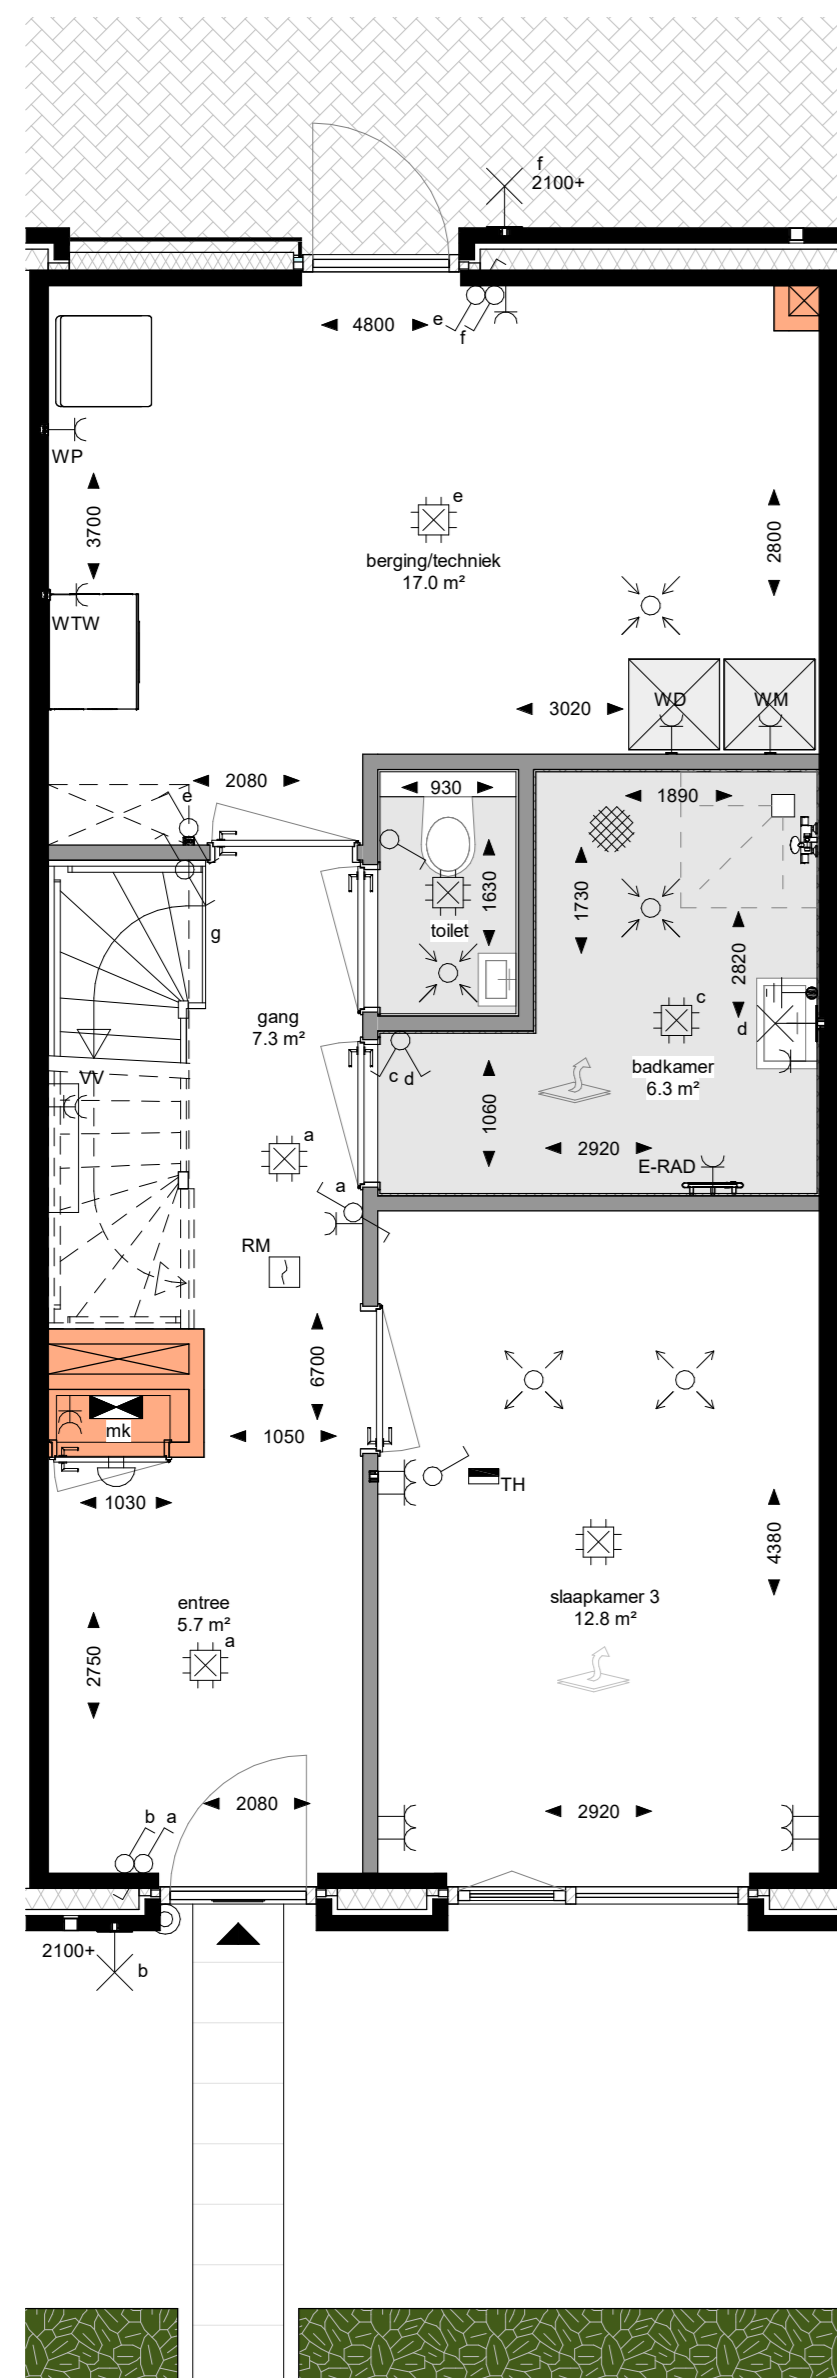 f
2100+
4800
e
f
WP
3700
e
berging/techniek
17.0 m²
2800
WTW
WD
WM
3020
2080
930
1890
e
1630
1730
toilet
g
2820
gang
7.3 m²
c
d
badkamer
6.3 m²
VV
c d
1060
2920
E-RAD
a
a
RM
6700
mk
1050
1030
TH
4380
entree
5.7 m²
a
slaapkamer 3
12.8 m²
2750
2080
2920
b a
2100+
b